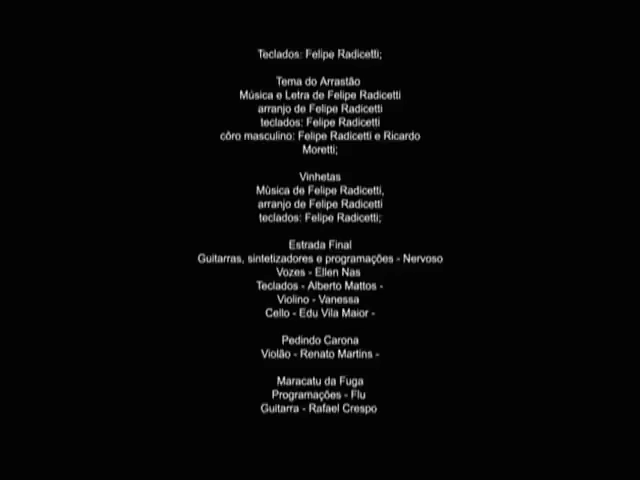 Teclados: Felipe Radicetti;
Tema do Arrastão
Música e Letra de Felipe Radicetti
arranjo de Felipe Radicetti
teclados: Felipe Radicetti
côro masculino: Felipe Radicetti e Ricardo
Moretti;
Vinhetas
Música de Felipe Radicetti,
arranjo de Felipe Radicetti
teclados: Felipe Radicetti;
Estrada Final
Guitarras, sintetizadores e programações - Nervoso
Vozes - Ellen Nas
Teclados - Alberto Mattos -
Violino - Vanessa
Cello - Edu Vila Maior -
Pedindo Carona
Violão - Renato Martins -
Maracatu da Fuga
Programações - Flu
Guitarra - Rafael Crespo